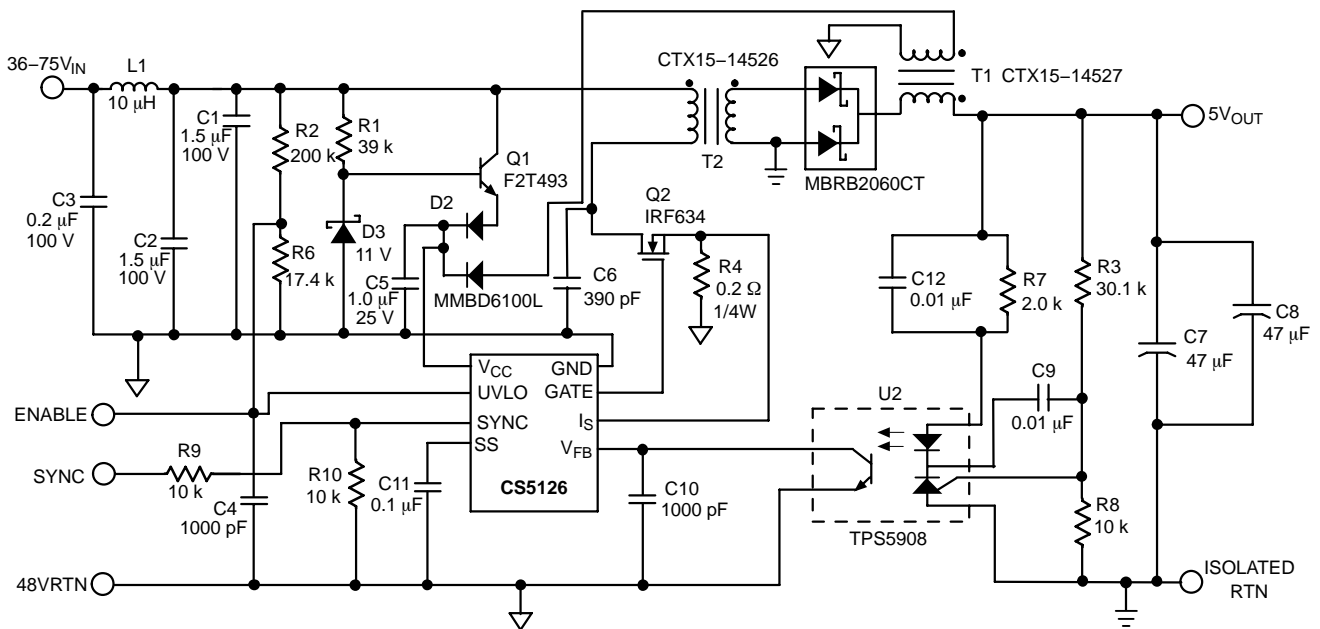 36–75VIN
L1
10 μH
C3
0.2 μF
100 V
C2
1.5 μF
100 V
C1
1.5 μF
100 V
R2
200 k
R6
17.4 k
R1
39 k
D3
11 V
Q1
F2T493
D2
C5
1.0 μF
25 V
MMBD6100L
C6
390 pF
CTX15–14526
T2
MBRB2060CT
T1 CTX15–14527
5VOUT
Q2
IRF634
R4
0.2 Ω
1/4W
C12
0.01 μF
R7
2.0 k
R3
30.1 k
C7
47 μF
C8
47 μF
C9
0.01 μF
ENABLE
SYNC
R9
10 k
C4
1000 pF
R10
10 k
C11
0.1 μF
VCC
UVLO
SYNC
SS
GND
GATE
IS
VFB
CS5126
C10
1000 pF
U2
TPS5908
R8
10 k
48VRTN
ISOLATED
RTN